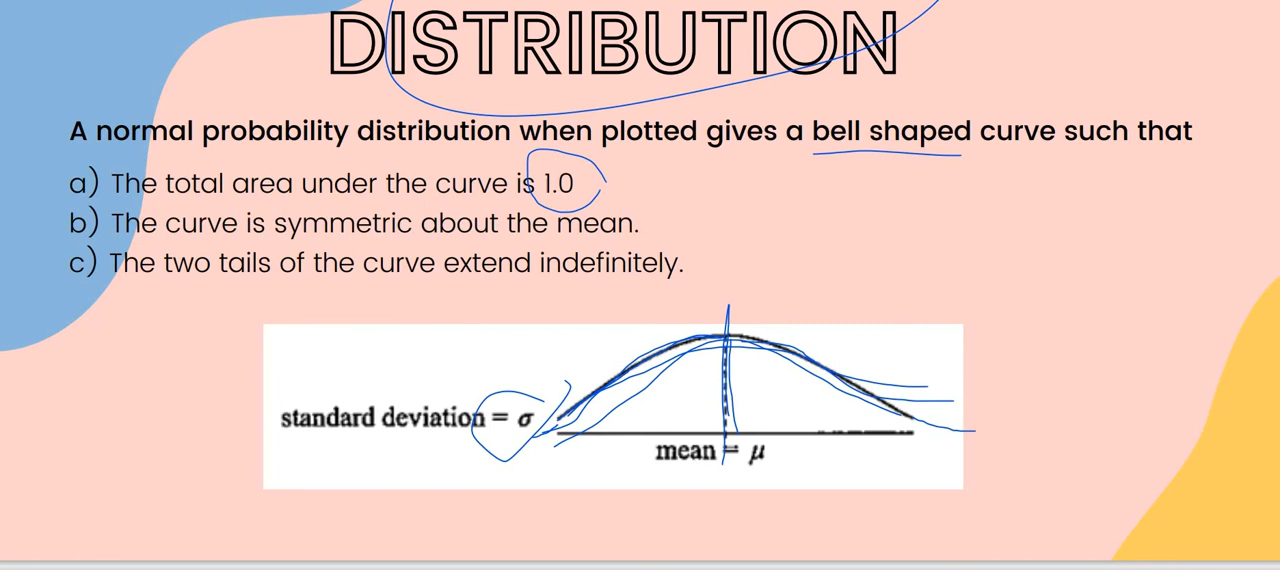 DISTRIBUTION
A normal probability distribution when plotted gives a bell shaped curve such that
a) The total area under the curve is 1.0
b) The curve is symmetric about the mean.
c) The two tails of the curve extend indefinitely.
standard deviation = σ
mean = μ